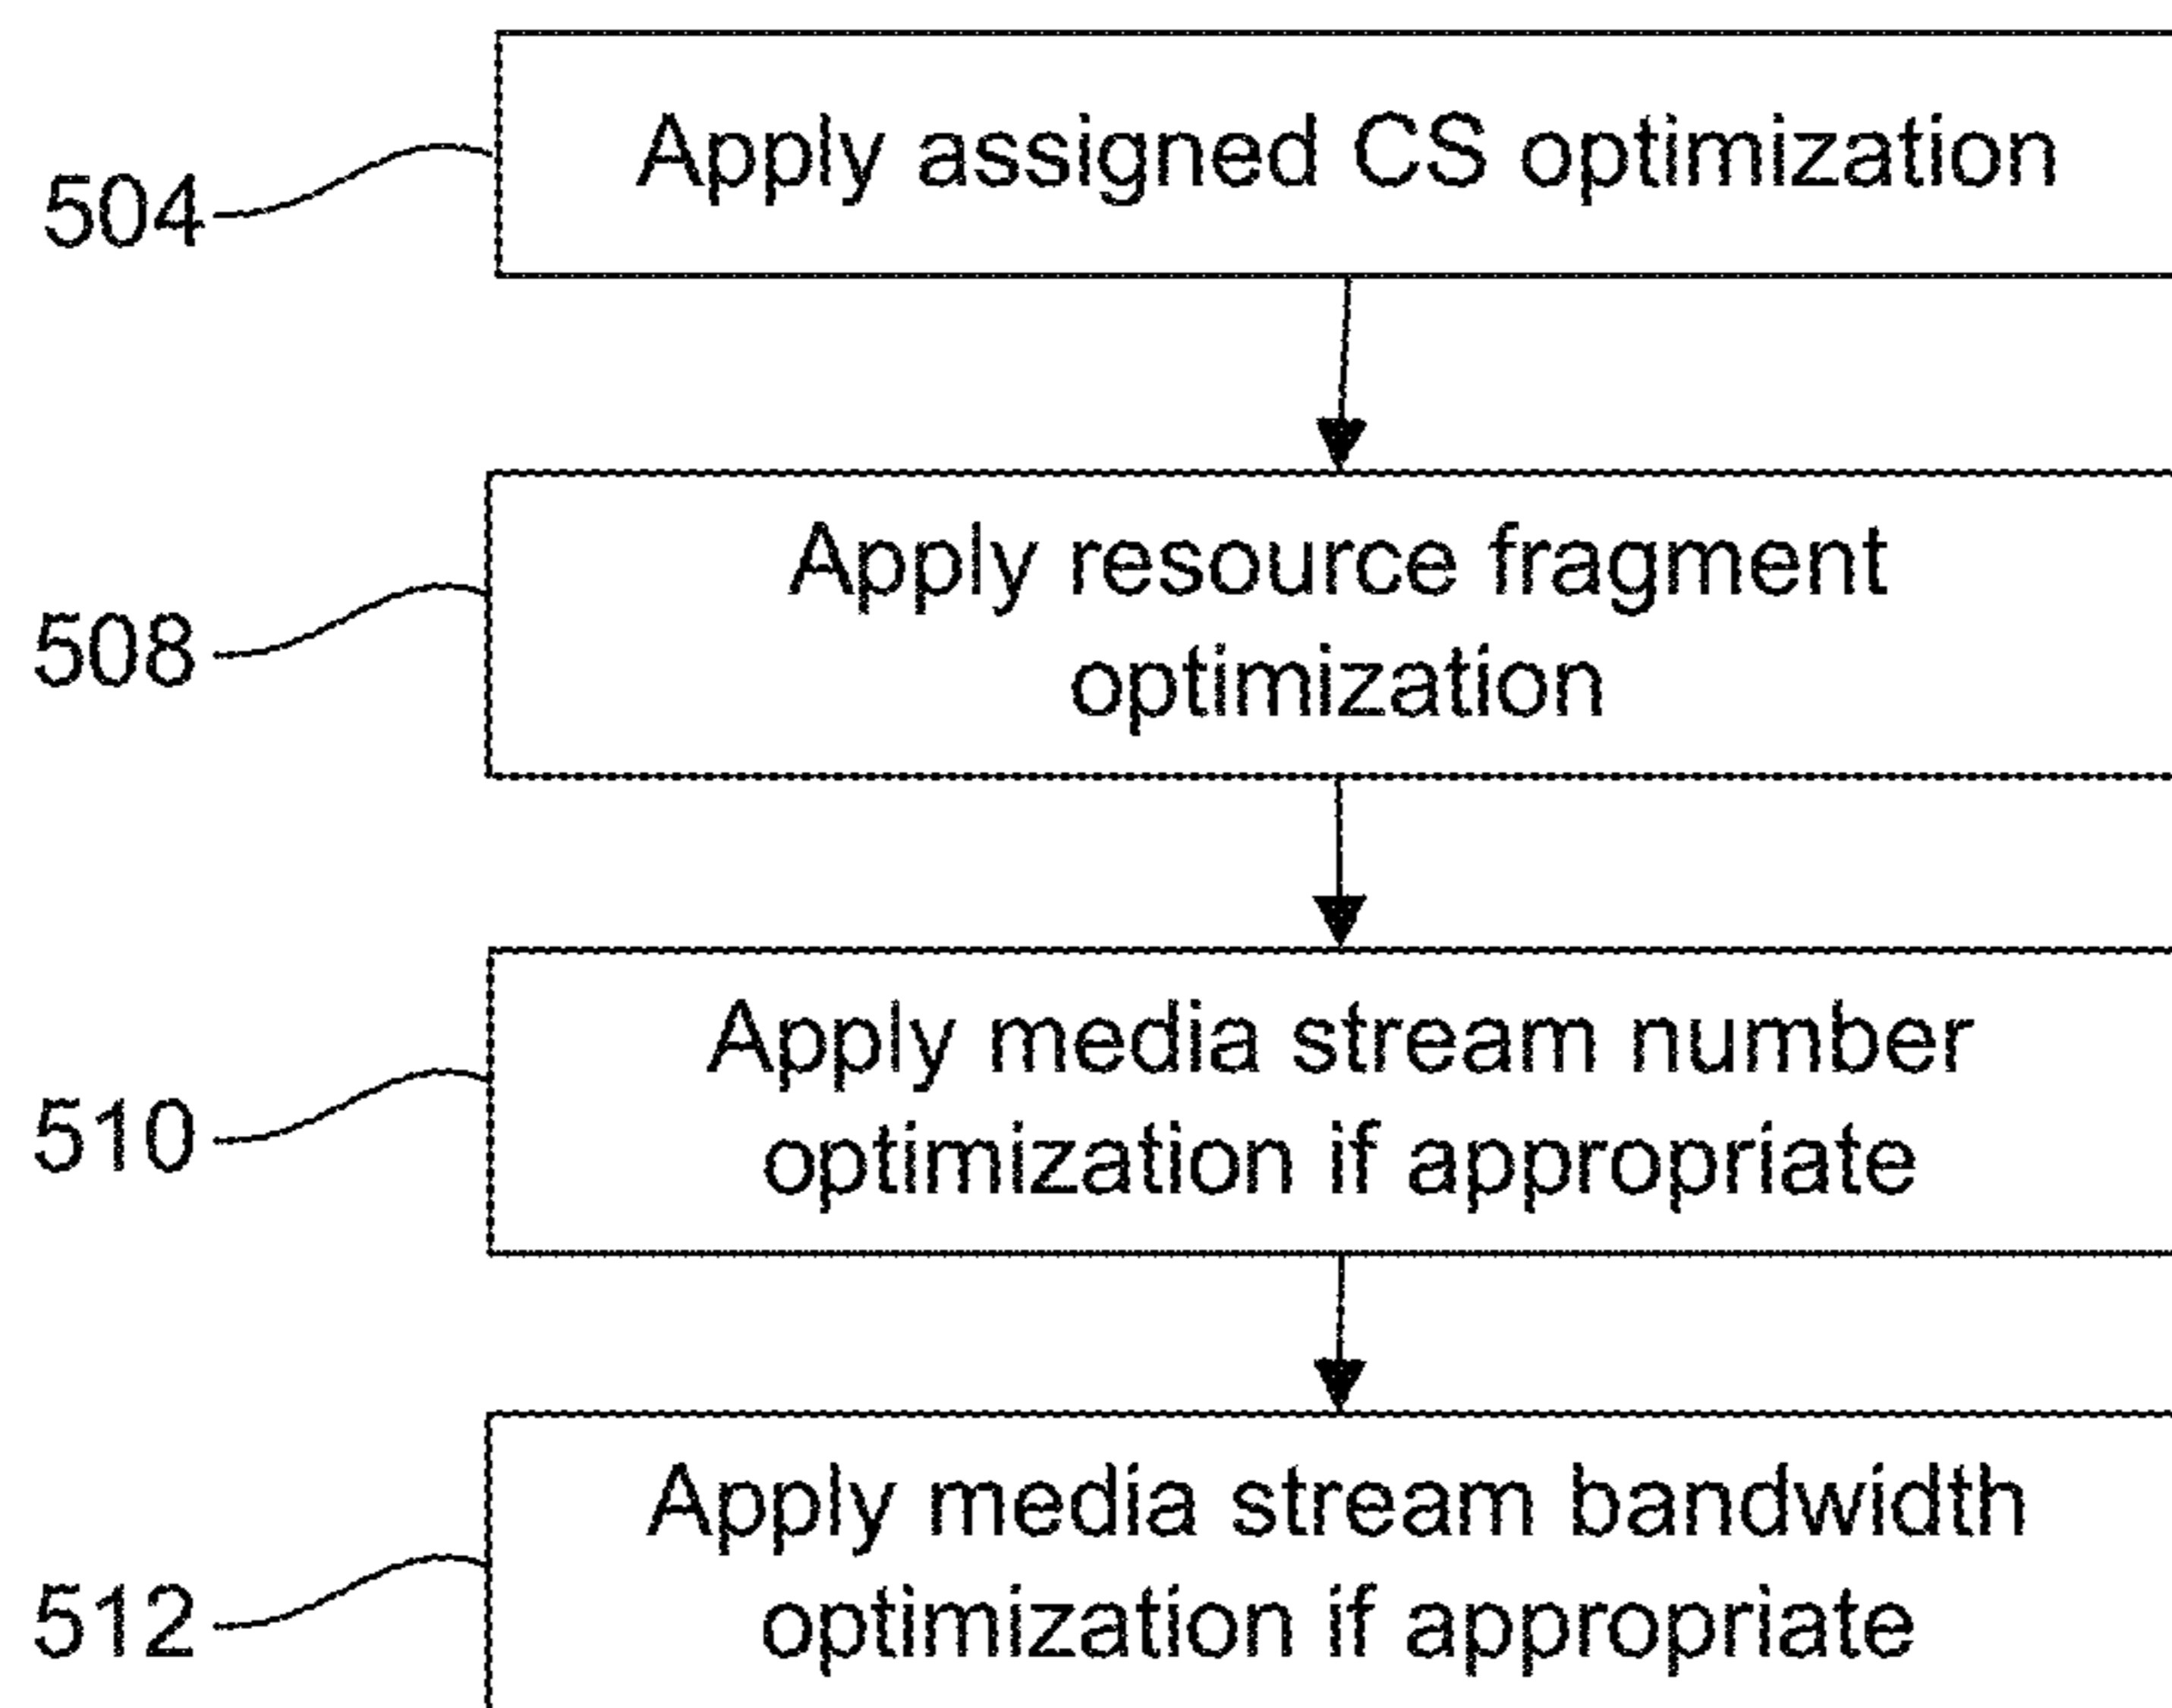 504
Apply assigned CS optimization
508
Apply resource fragment
optimization
510
Apply media stream number
optimization if appropriate
512
Apply media stream bandwidth
optimization if appropriate